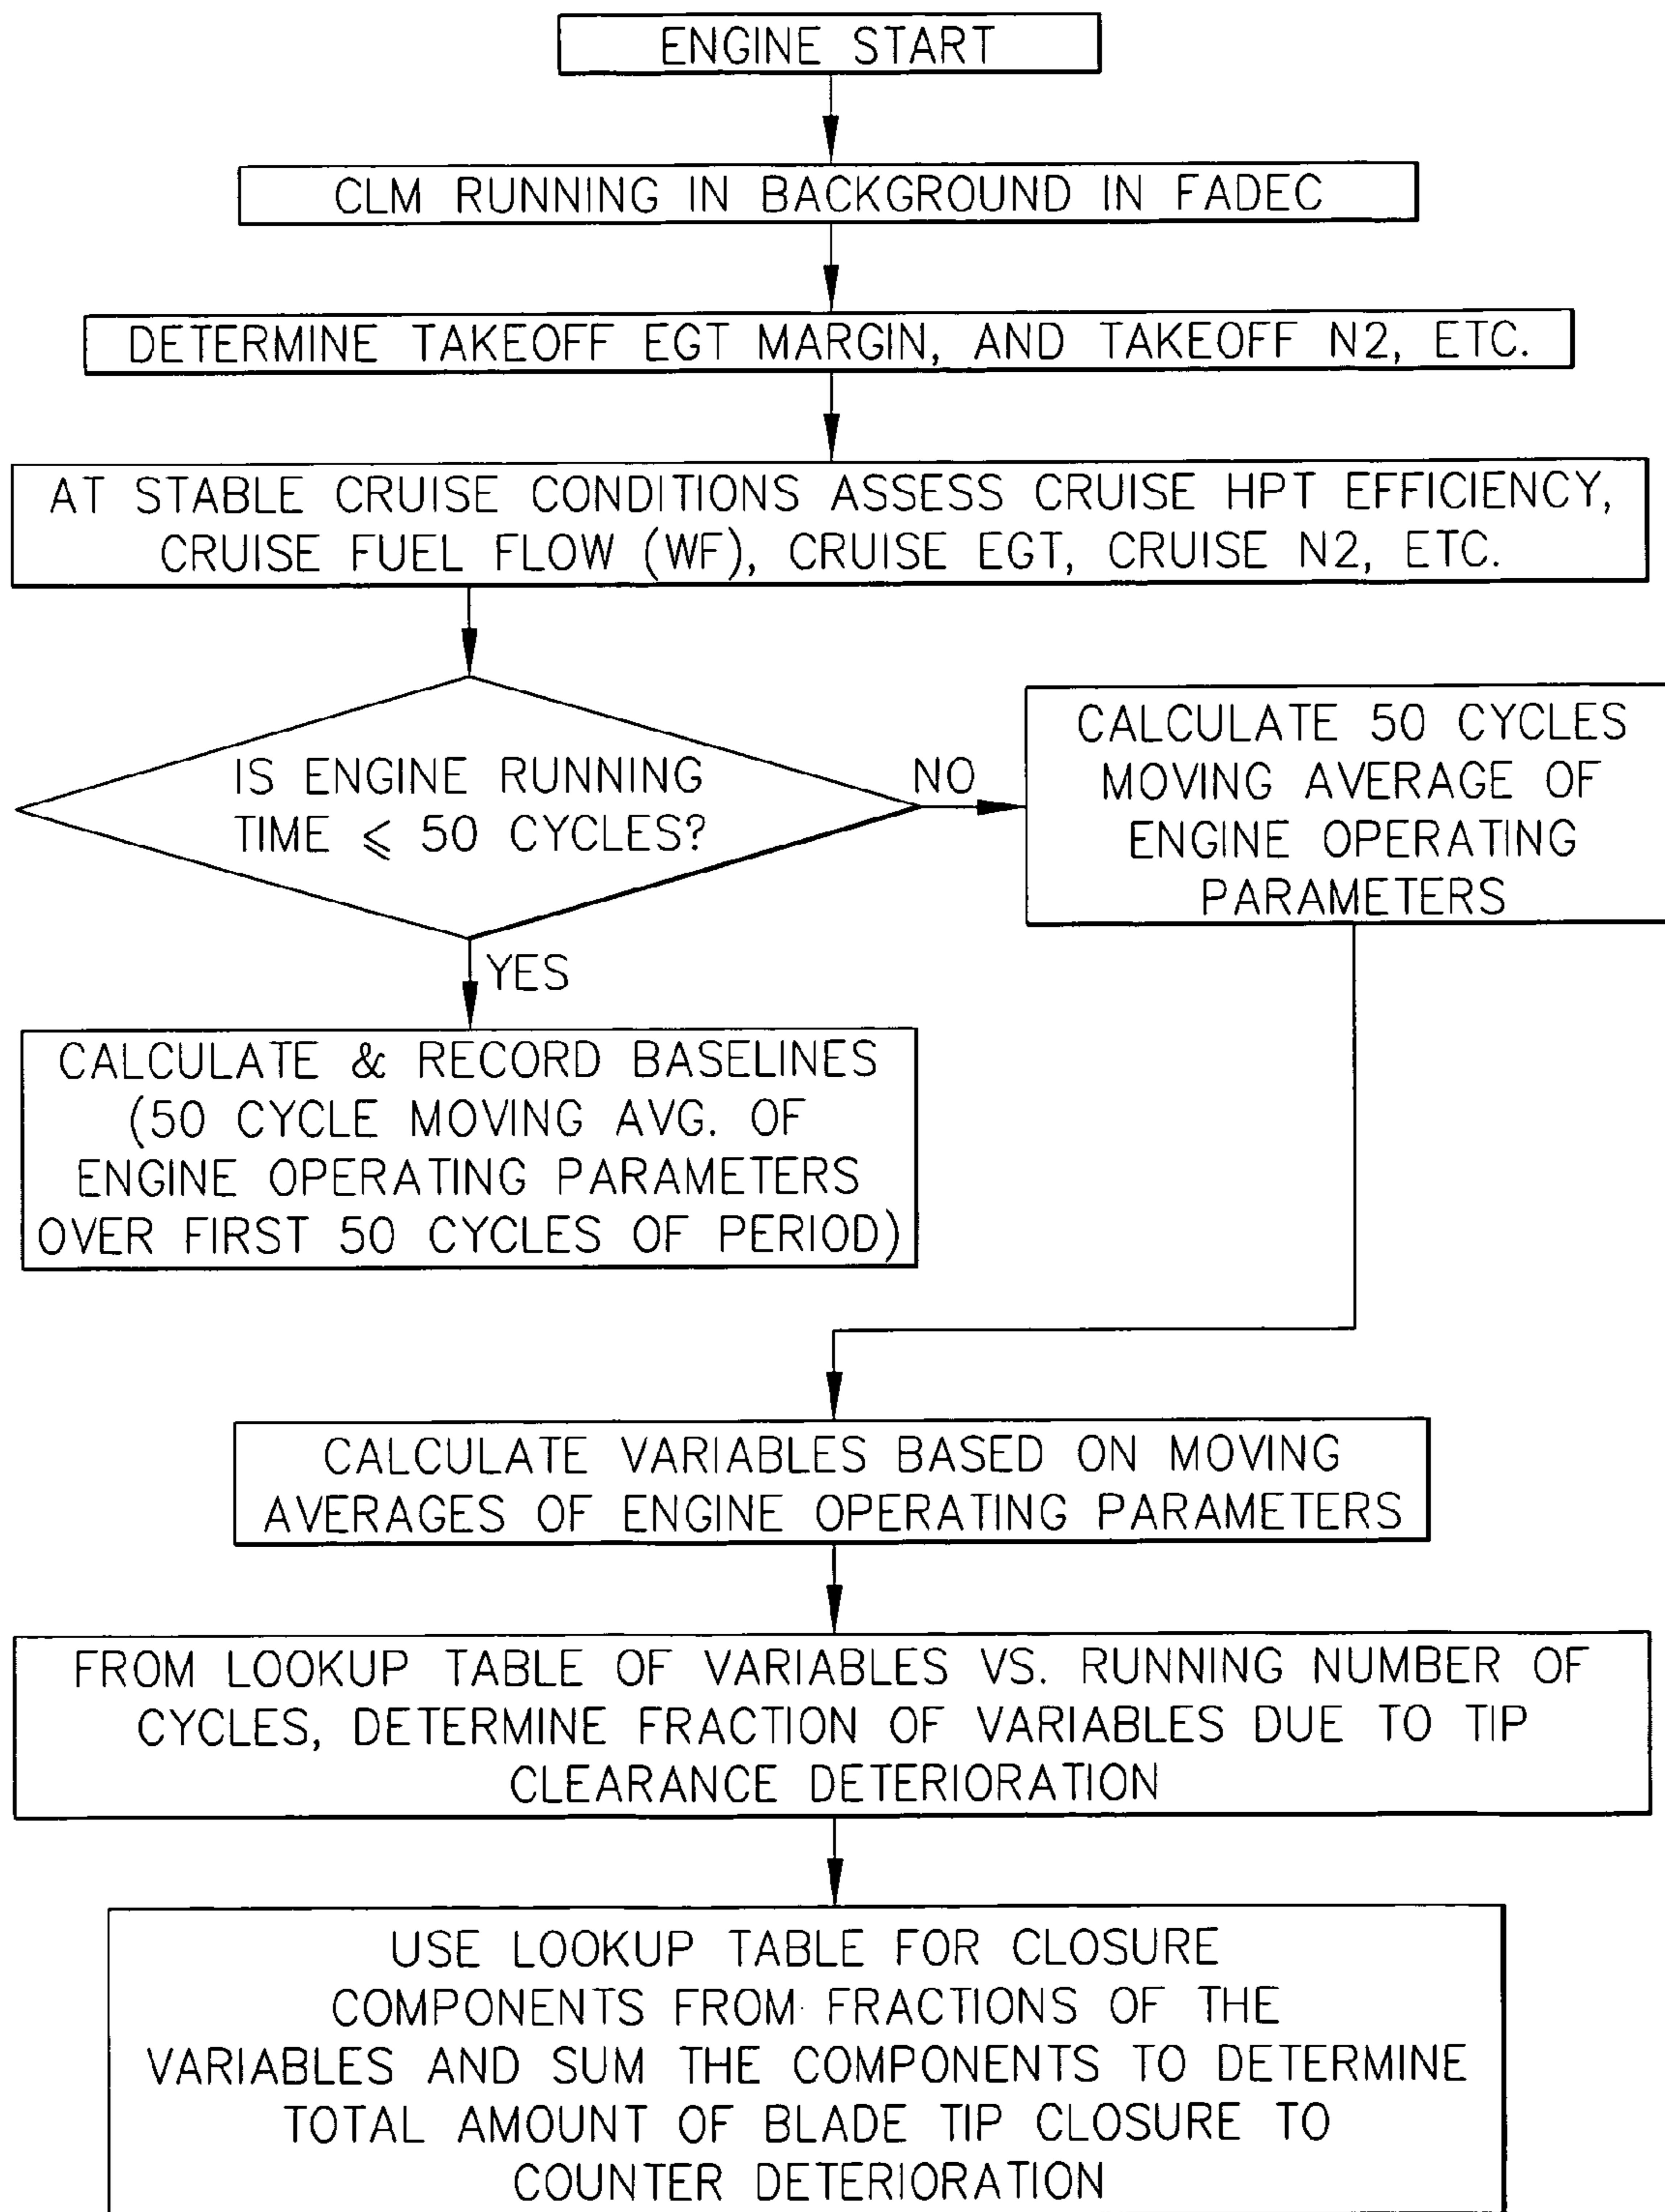 ENGINE START
CLM RUNNING IN BACKGROUND IN FADEC
DETERMINE TAKEOFF EGT MARGIN, AND TAKEOFF N2, ETC.
AT STABLE CRUISE CONDITIONS ASSESS CRUISE HPT EFFICIENCY,
CRUISE FUEL FLOW (WF), CRUISE EGT, CRUISE N2, ETC.
IS ENGINE RUNNING
TIME ⩽ 50 CYCLES?
NO
CALCULATE 50 CYCLES
MOVING AVERAGE OF
ENGINE OPERATING
PARAMETERS
YES
CALCULATE & RECORD BASELINES
(50 CYCLE MOVING AVG. OF
ENGINE OPERATING PARAMETERS
OVER FIRST 50 CYCLES OF PERIOD)
CALCULATE VARIABLES BASED ON MOVING
AVERAGES OF ENGINE OPERATING PARAMETERS
FROM LOOKUP TABLE OF VARIABLES VS. RUNNING NUMBER OF
CYCLES, DETERMINE FRACTION OF VARIABLES DUE TO TIP
CLEARANCE DETERIORATION
USE LOOKUP TABLE FOR CLOSURE
COMPONENTS FROM FRACTIONS OF THE
VARIABLES AND SUM THE COMPONENTS TO DETERMINE
TOTAL AMOUNT OF BLADE TIP CLOSURE TO
COUNTER DETERIORATION